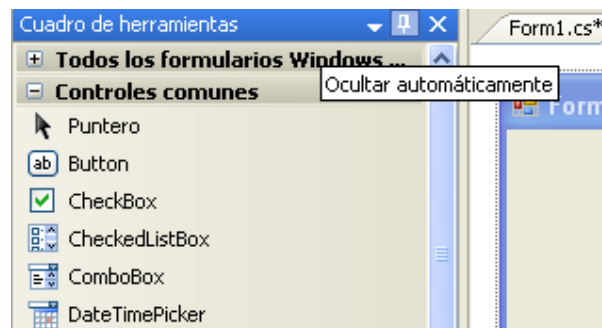 Cuadro de herramientas
Form1.cs*
Todos los formularios Windows ...
Ocultar automáticamente
Form
Controles comunes
Puntero
ab Button
CheckBox
CheckedListBox
ComboBox
DateTimePicker